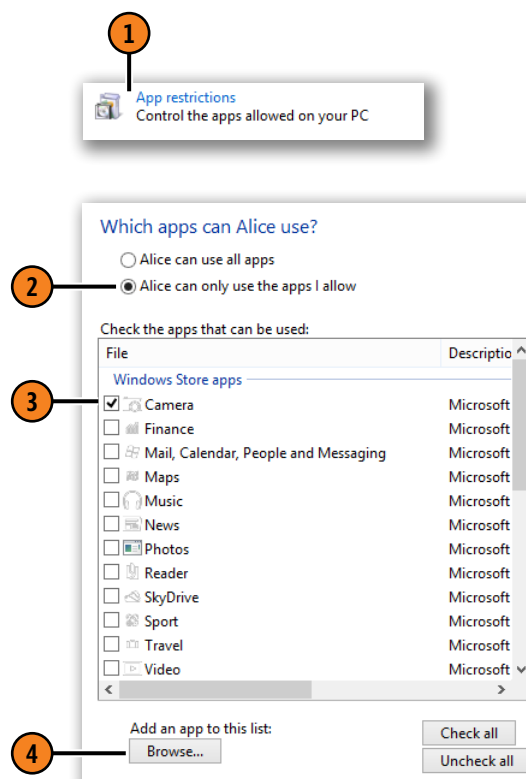 1
App restrictions
Control the apps allowed on your PC
Which apps can Alice use?
Alice can use all apps
2
Alice can only use the apps I allow
Check the apps that can be used:
File Descriptio
Windows Store apps
3
Camera Microsoft
Finance Microsoft
Mail, Calendar, People and Messaging Microsoft
Maps Microsoft
Music Microsoft
News Microsoft
Photos Microsoft
Reader Microsoft
SkyDrive Microsoft
Sport Microsoft
Travel Microsoft
Video Microsoft
Add an app to this list: Check all
4
Browse... Uncheck all